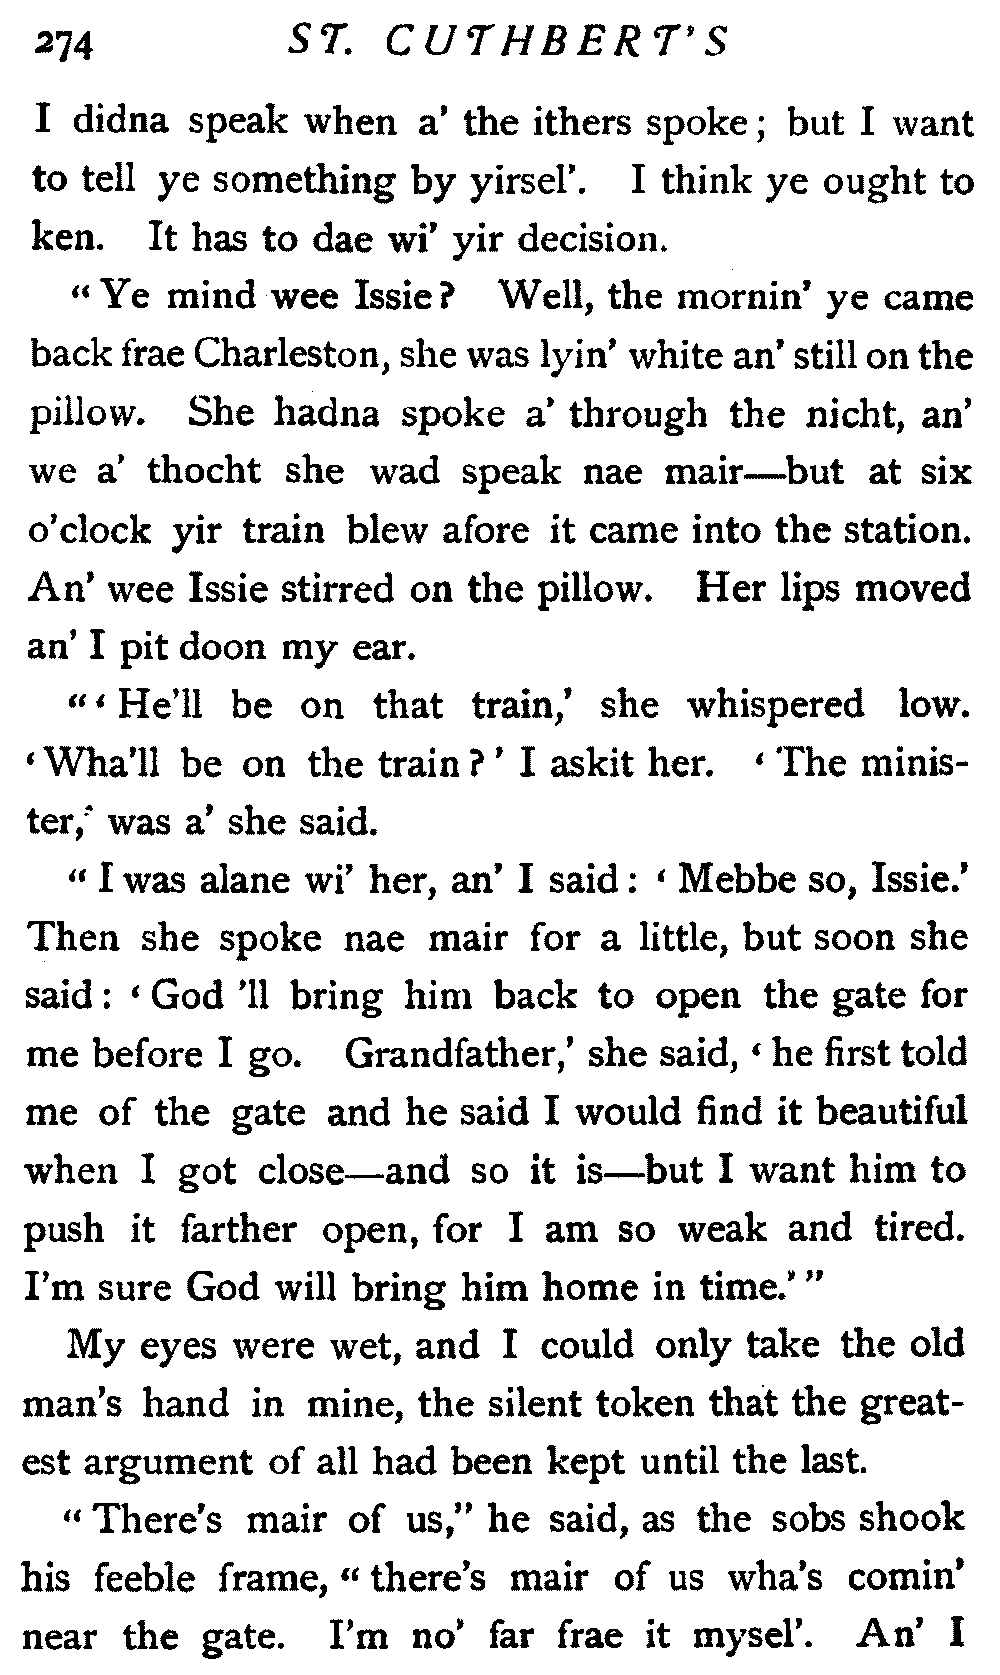 274 ST. CUTHBERT'S
I didna speak when a' the ithers spoke; but I want
to tell ye something by yirsel'. I think ye ought to
ken. It has to dae wi' yir decision.
"Ye mind wee Issie? Well, the mornin' ye came
back frae Charleston, she was lyin' white an' still on the
pillow. She hadna spoke a' through the nicht, an'
we a' thocht she wad speak nae mair—but at six
o'clock yir train blew afore it came into the station.
An' wee Issie stirred on the pillow. Her lips moved
an' I pit doon my ear.
"'He'll be on that train,' she whispered low.
'Wha'll be on the train?' I askit her. 'The minis-
ter,' was a' she said.
"I was alane wi' her, an' I said: 'Mebbe so, Issie.'
Then she spoke nae mair for a little, but soon she
said: 'God 'll bring him back to open the gate for
me before I go. Grandfather,' she said, 'he first told
me of the gate and he said I would find it beautiful
when I got close—and so it is—but I want him to
push it farther open, for I am so weak and tired.
I'm sure God will bring him home in time.'"
My eyes were wet, and I could only take the old
man's hand in mine, the silent token that the great-
est argument of all had been kept until the last.
"There's mair of us," he said, as the sobs shook
his feeble frame, "there's mair of us wha's comin'
near the gate. I'm no' far frae it mysel'. An' I